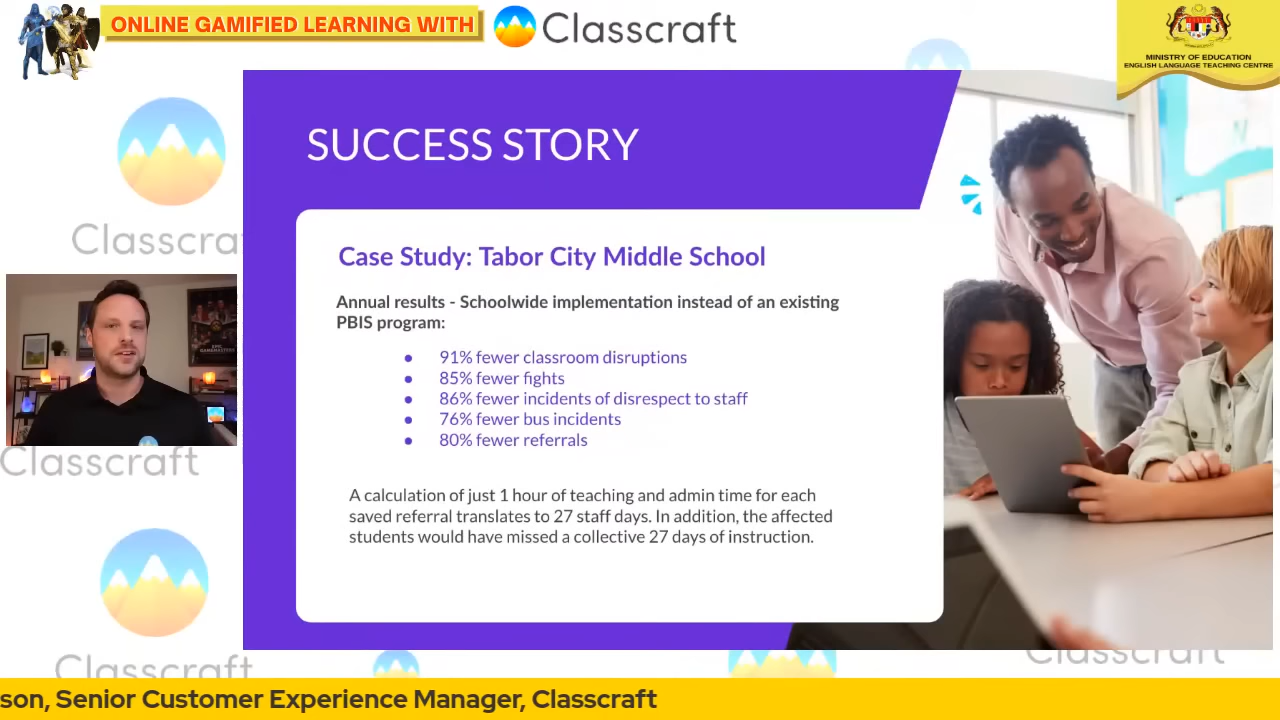 ONLINE GAMIFIED LEARNING WITH
Classcraft
MINISTRY OF EDUCATION
ENGLISH LANGUAGE TEACHING CENTRE
SUCCESS STORY
Classcra
Case Study: Tabor City Middle School
Annual results - Schoolwide implementation instead of an existing
PBIS program:
● 91% fewer classroom disruptions
● 85% fewer fights
● 86% fewer incidents of disrespect to staff
● 76% fewer bus incidents
● 80% fewer referrals
Classcraft
A calculation of just 1 hour of teaching and admin time for each
saved referral translates to 27 staff days. In addition, the affected
students would have missed a collective 27 days of instruction.
Classcraft
Classcraft
son, Senior Customer Experience Manager, Classcraft